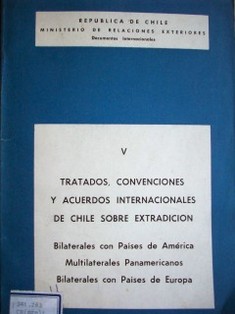 REPUBLICA DE CHILE
MINISTERIO DE RELACIONES EXTERIORES
Documentos Internacionales
V
TRATADOS, CONVENCIONES
Y ACUERDOS INTERNACIONALES
DE CHILE SOBRE EXTRADICION
Bilaterales con Países de América
Multilaterales Panamericanos
Bilaterales con Países de Europa